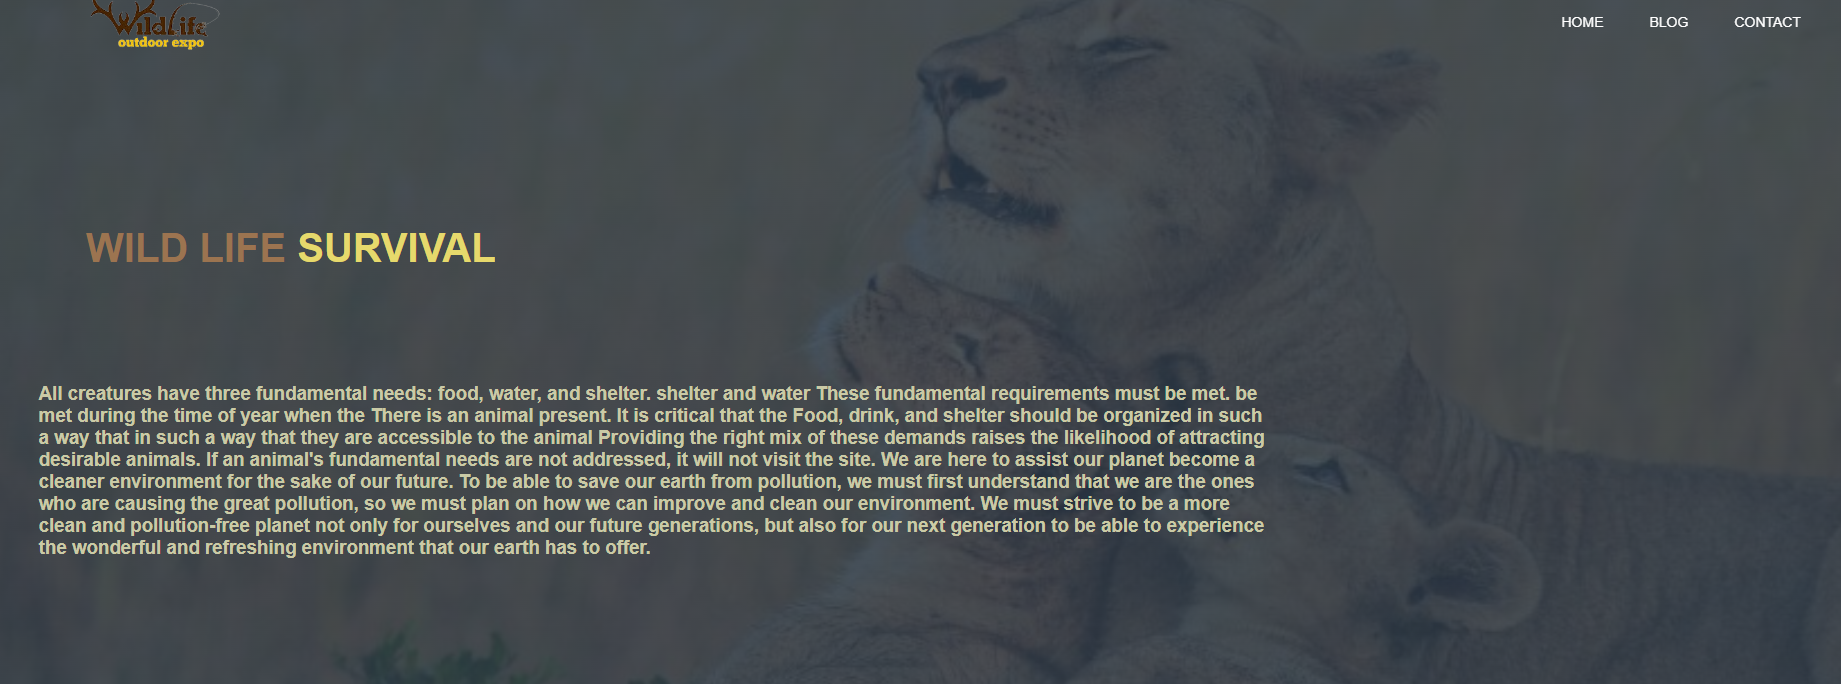 WildLife
outdoor expo
HOME BLOG CONTACT
WILD LIFE SURVIVAL
All creatures have three fundamental needs: food, water, and shelter. shelter and water These fundamental requirements must be met. be
met during the time of year when the There is an animal present. It is critical that the Food, drink, and shelter should be organized in such
a way that in such a way that they are accessible to the animal Providing the right mix of these demands raises the likelihood of attracting
desirable animals. If an animal's fundamental needs are not addressed, it will not visit the site. We are here to assist our planet become a
cleaner environment for the sake of our future. To be able to save our earth from pollution, we must first understand that we are the ones
who are causing the great pollution, so we must plan on how we can improve and clean our environment. We must strive to be a more
clean and pollution-free planet not only for ourselves and our future generations, but also for our next generation to be able to experience
the wonderful and refreshing environment that our earth has to offer.